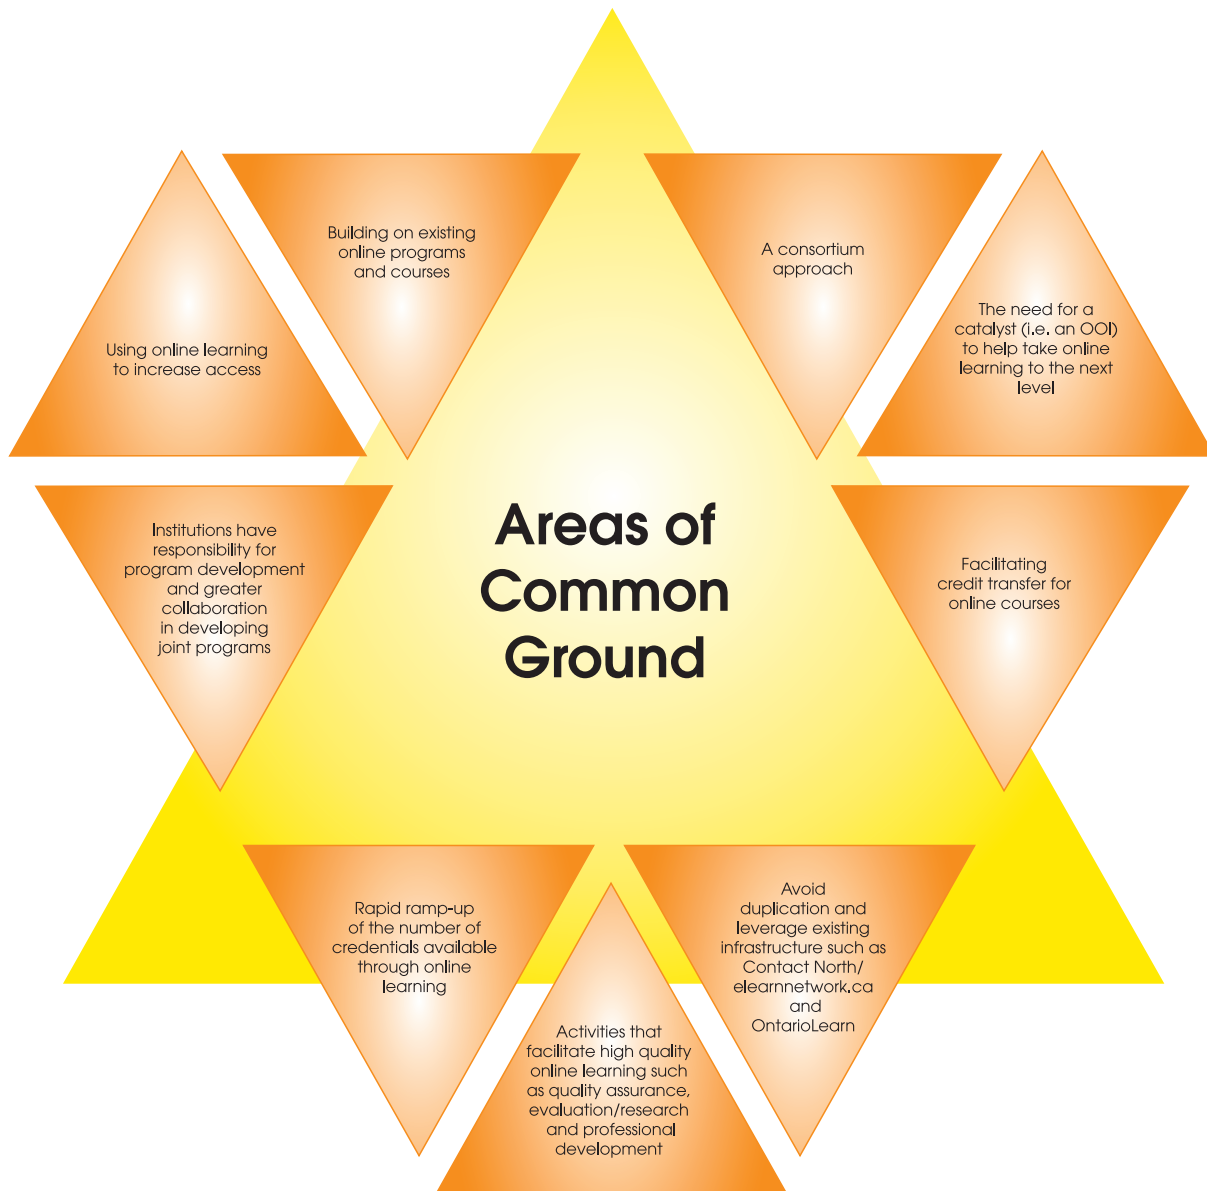 Building on existing
online programs
and courses
A consortium
approach
Using online learning
to increase access
The need for a
catalyst (i.e. an OOI)
to help take online
learning to the next
level
Areas of
Common
Ground
Institutions have
responsibility for
program development
and greater
collaboration
in developing
joint programs
Facilitating
credit transfer for
online courses
Rapid ramp-up
of the number of
credentials available
through online
learning
Activities that
facilitate high quality
online learning such
as quality assurance,
evaluation/research
and professional
development
Avoid
duplication and
leverage existing
infrastructure such as
Contact North/
elearnnetwork.ca
and
OntarioLearn